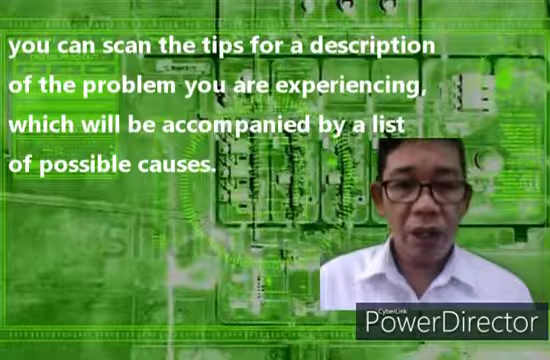 you can scan the tips for a description
of the problem you are experiencing,
which will be accompanied by a list
of possible causes.
CyberLink
PowerDirector